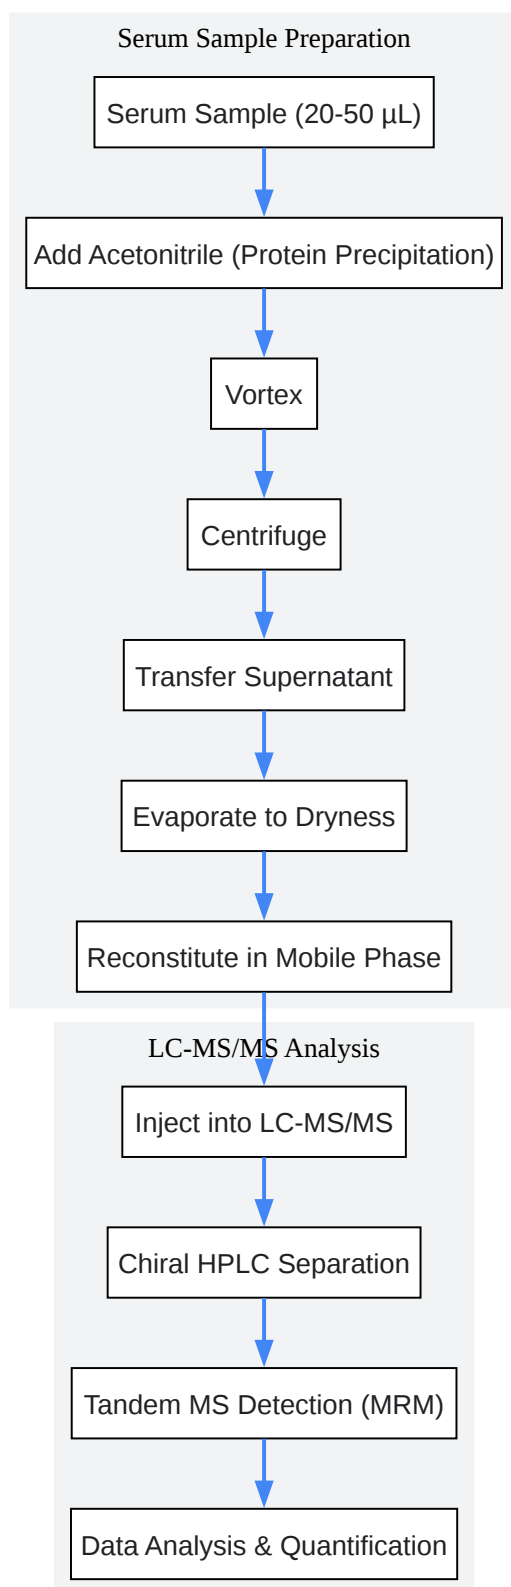 Serum Sample Preparation
Serum Sample (20-50 µL)
Add Acetonitrile (Protein Precipitation)
Vortex
Centrifuge
Transfer Supernatant
Evaporate to Dryness
Reconstitute in Mobile Phase
LC-MS/MS Analysis
Inject into LC-MS/MS
Chiral HPLC Separation
Tandem MS Detection (MRM)
Data Analysis & Quantification